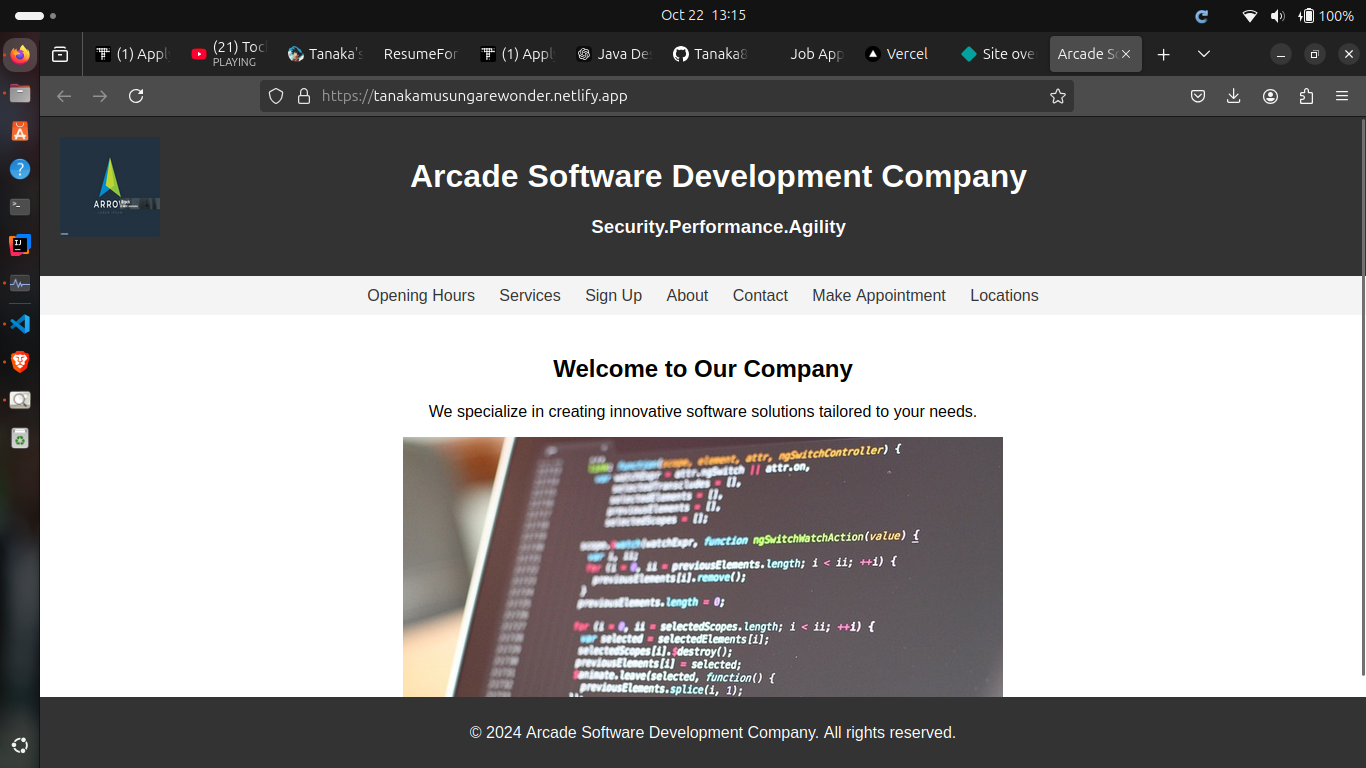 Oct 22 13:15
100%
(1) Appl
(21) Tocl
PLAYING
Tanaka's
ResumeFor
(1) Appl
Java De
Tanaka8
Job App
Vercel
Site over
Arcade So
https://tanakamusungarewonder.netlify.app
ARRO
Arcade Software Development Company
Security.Performance.Agility
Opening Hours Services Sign Up About Contact Make Appointment Locations
Welcome to Our Company
We specialize in creating innovative software solutions tailored to your needs.
function(scope, element, attr, ngSwitchController) {
var watchExpr = attr.ngSwitch || attr.on,
selectedTranscludes = [],
selectedElements = [],
previousElements = [],
selectedScopes = [];
scope.$watch(watchExpr, function ngSwitchWatchAction(value) {
var i, ii;
for (i = 0, ii = previousElements.length; i < ii; ++i) {
previousElements[i].remove();
}
previousElements.length = 0;
for (i = 0, ii = selectedScopes.length; i < ii; ++i) {
var selected = selectedElements[i];
selectedScopes[i].$destroy();
previousElements[i] = selected;
$animate.leave(selected, function() {
previousElements.splice(i, 1);
© 2024 Arcade Software Development Company. All rights reserved.